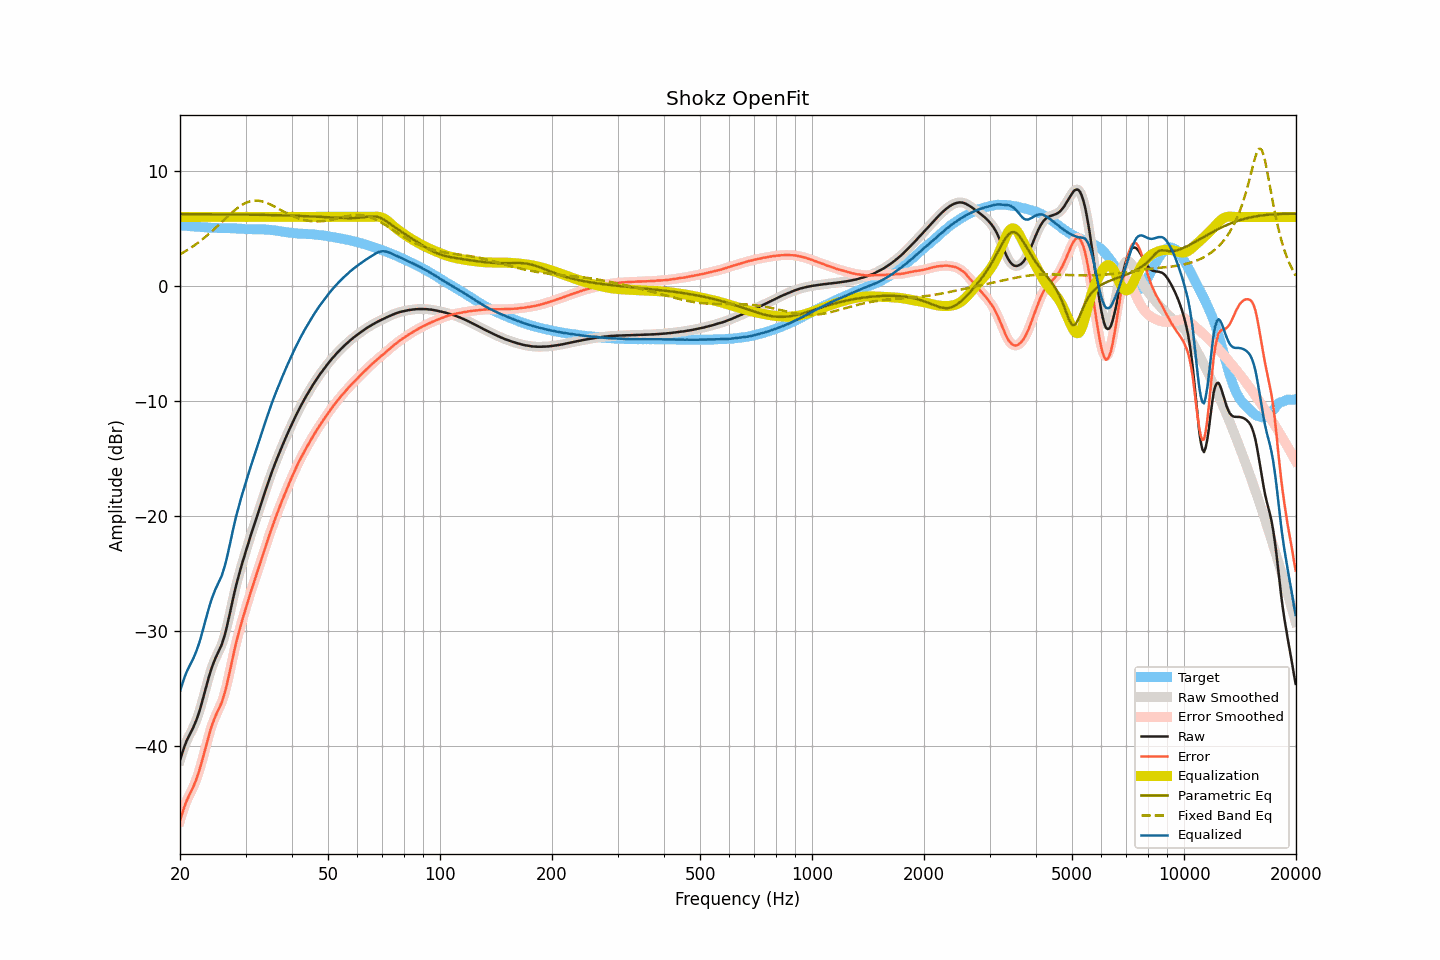 Shokz OpenFit
10
0
−10
−20
−30
−40
Amplitude (dBr)
20 50 100 200 500 1000 2000 5000 10000 20000
Frequency (Hz)
Target
Raw Smoothed
Error Smoothed
Raw
Error
Equalization
Parametric Eq
Fixed Band Eq
Equalized